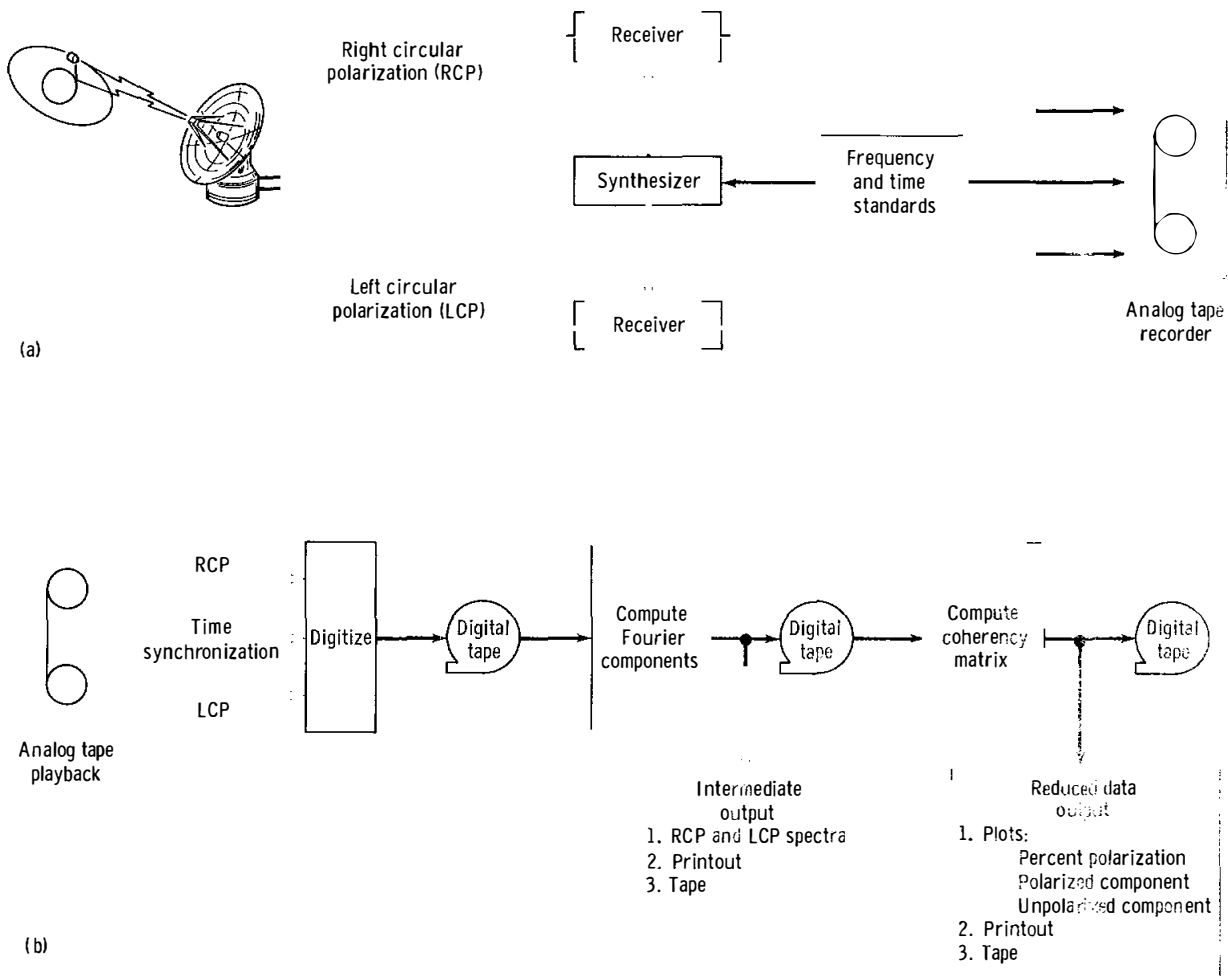 Right circular
polarization (RCP)
Receiver
Synthesizer
Frequency
and time
standards
Left circular
polarization (LCP)
Receiver
Analog tape
recorder
(a)
RCP
Time
synchronization
LCP
Analog tape
playback
Digitize
Digital
tape
Compute
Fourier
components
Digital
tape
Compute
coherency
matrix
Digital
tape
Intermediate
output
1. RCP and LCP spectra
2. Printout
3. Tape
Reduced data
output
1. Plots:
Percent polarization
Polarized component
Unpolarized component
2. Printout
3. Tape
(b)